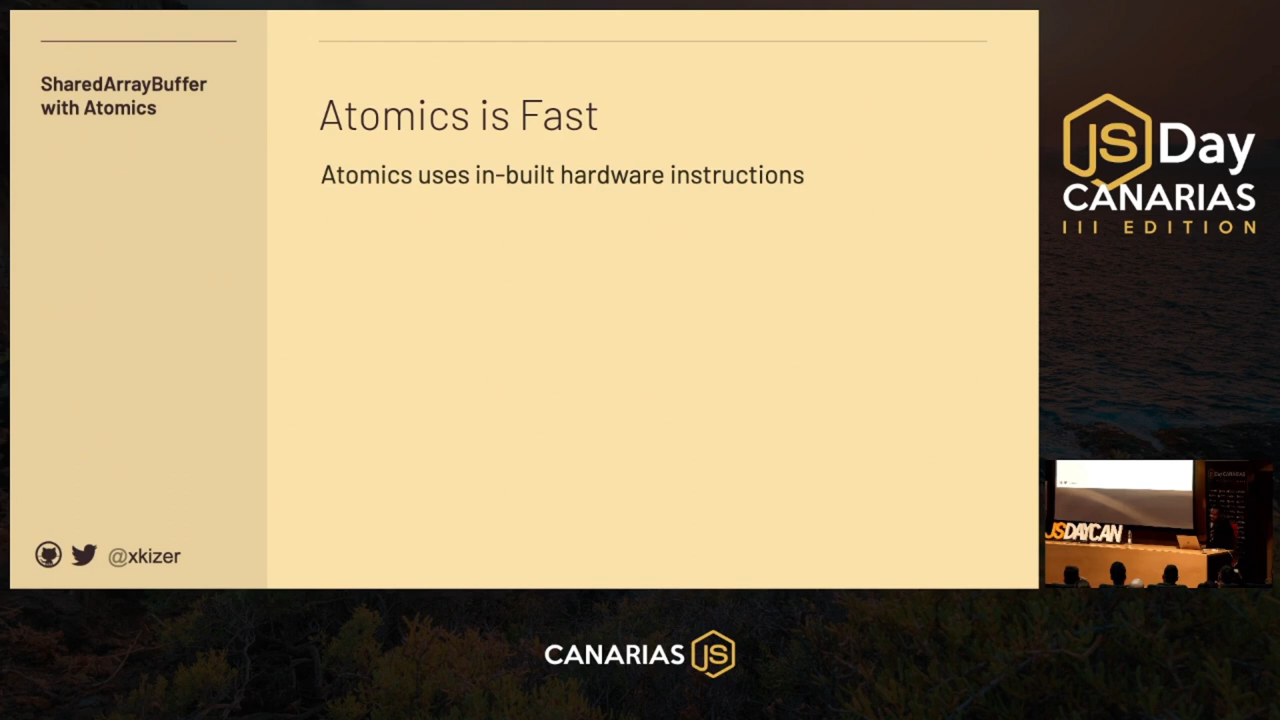 SharedArrayBuffer
with Atomics
Atomics is Fast
Atomics uses in-built hardware instructions
@xkizer
JS Day
CANARIAS
III EDITION
JSDAYCAN
CANARIAS JS